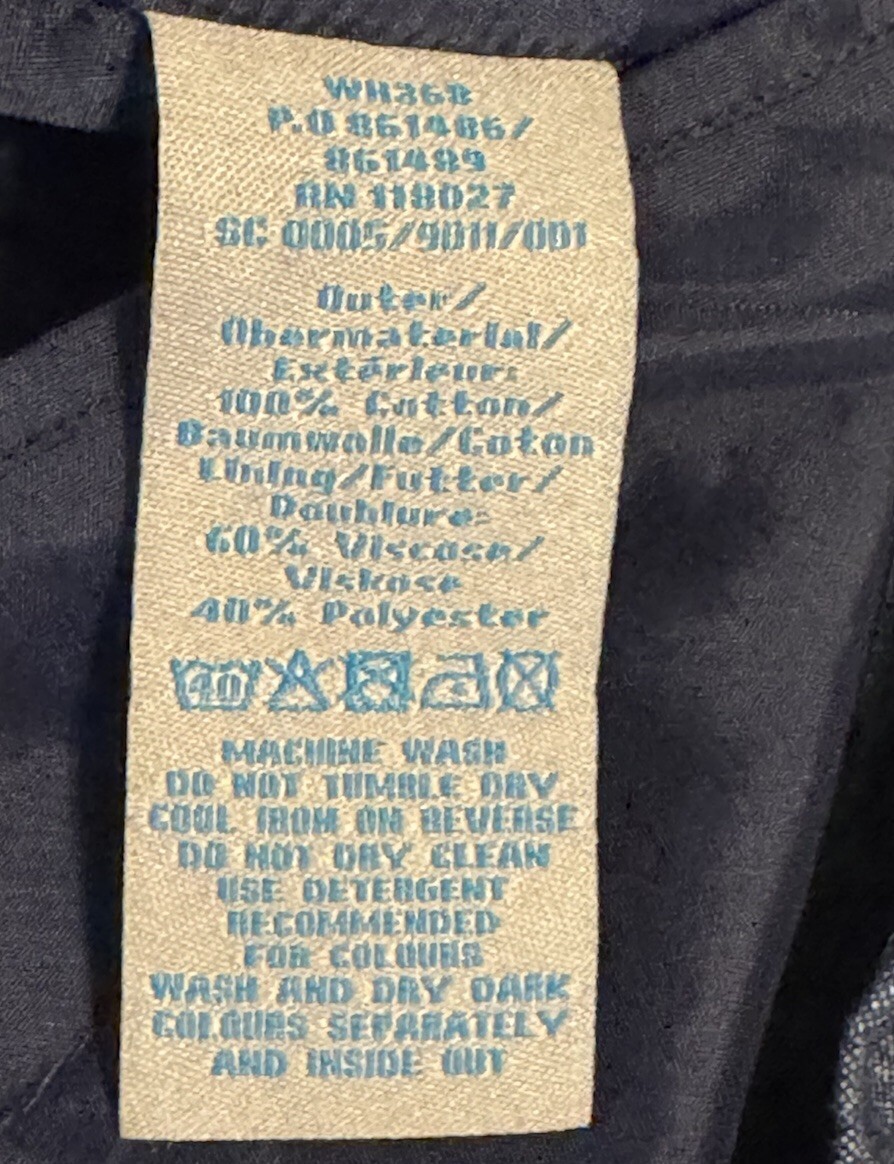 WH368
P.O 861486/
861489
RN 118027
SC 0005/9011/001
Outer/
Obermaterial/
Extérieur:
100% Cotton/
Baumwolle/Coton
Lining/Futter/
Doublure:
60% Viscose/
Viskose
40% Polyester
40
MACHINE WASH
DO NOT TUMBLE DRY
COOL IRON ON REVERSE
DO NOT DRY CLEAN
USE DETERGENT
RECOMMENDED
FOR COLOURS
WASH AND DRY DARK
COLOURS SEPARATELY
AND INSIDE OUT